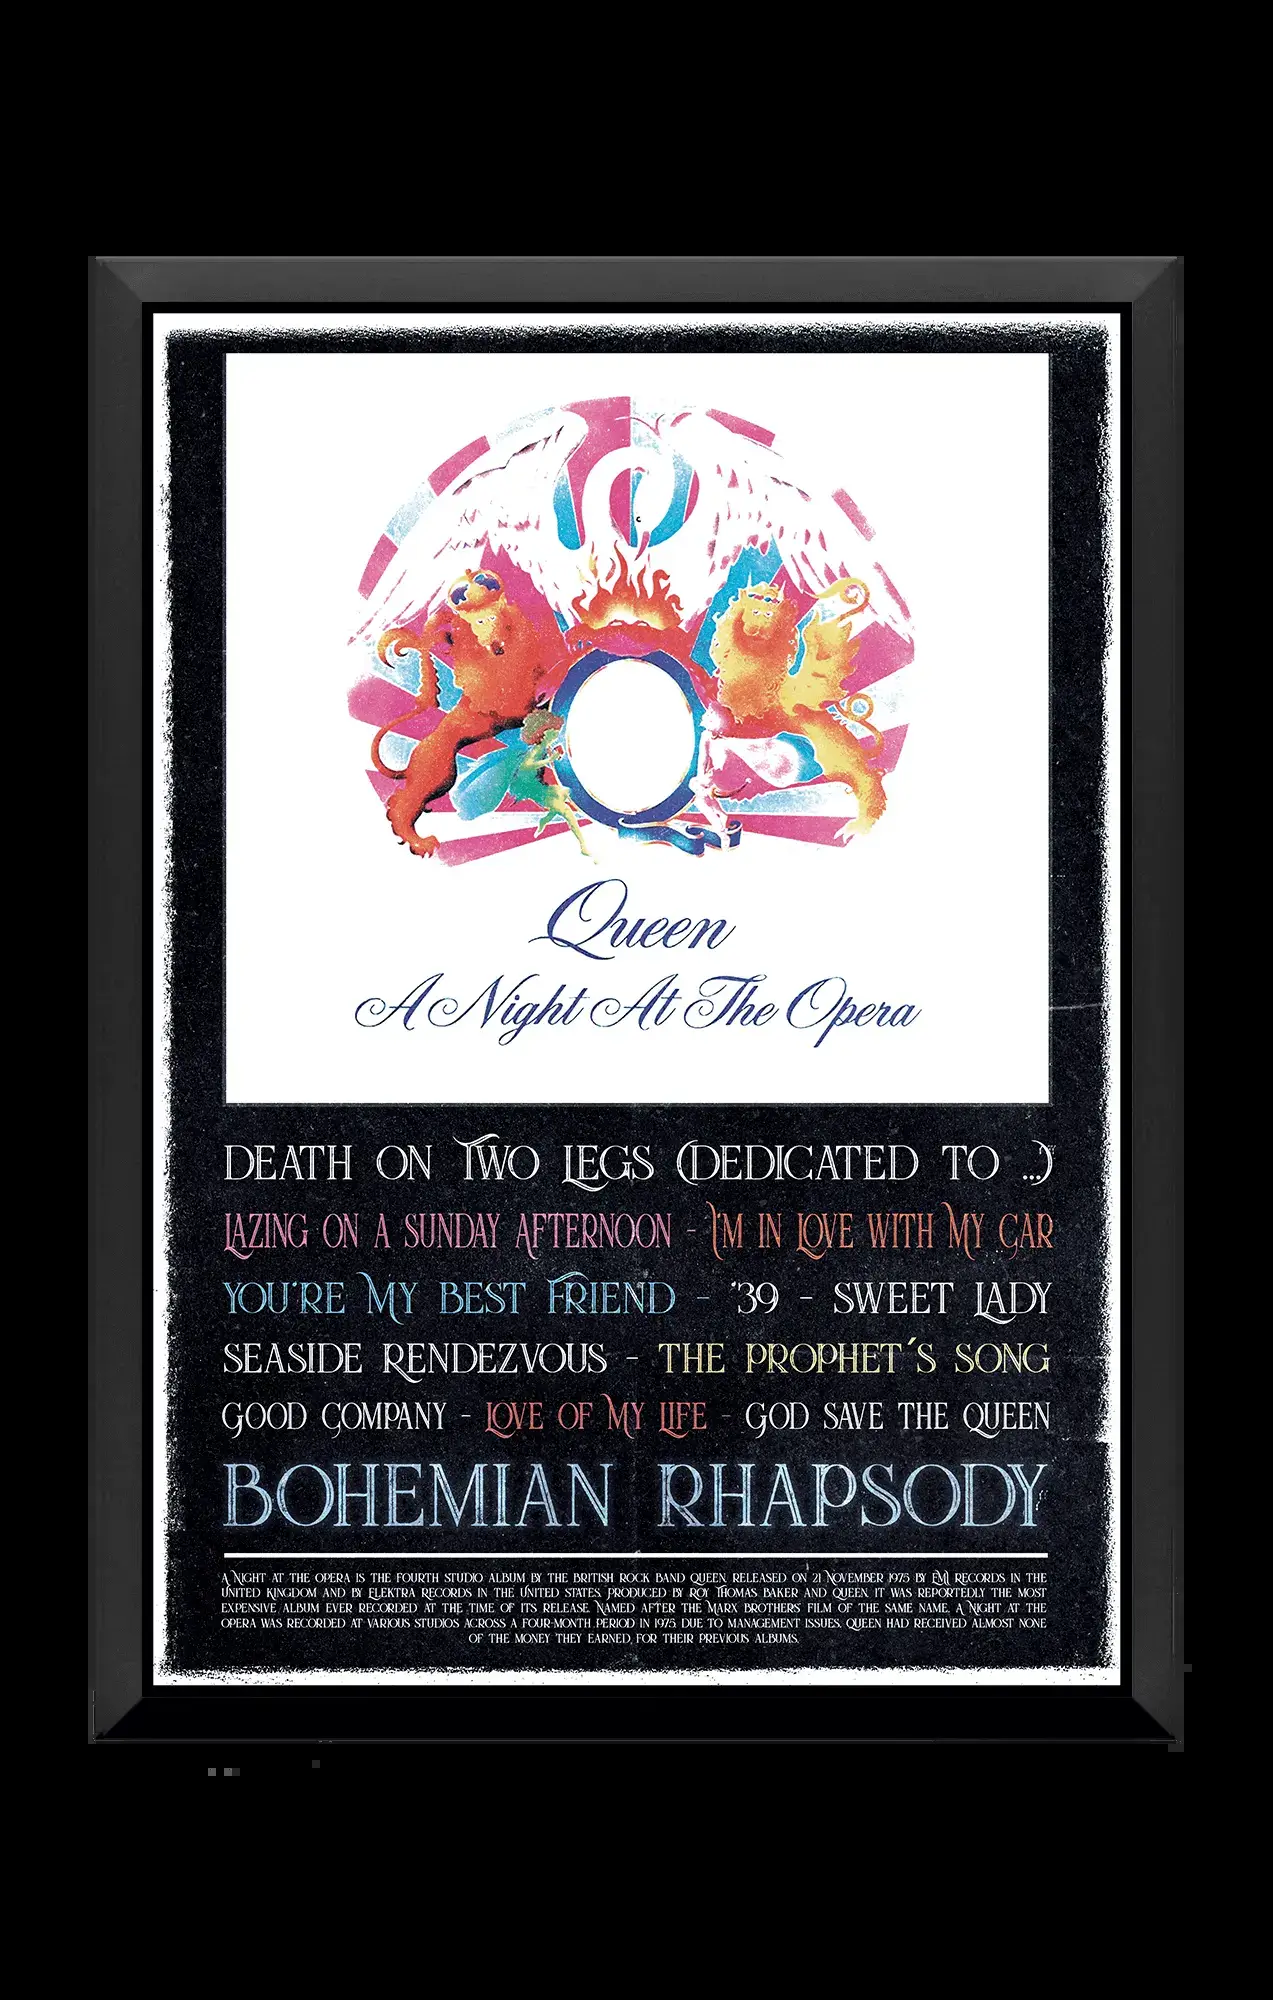 Queen
A Night At The Opera
DEATH ON TWO LEGS (DEDICATED TO ...)
LAZING ON A SUNDAY AFTERNOON - I'M IN LOVE WITH MY CAR
YOU'RE MY BEST FRIEND - '39 - SWEET LADY
SEASIDE RENDEZVOUS - THE PROPHET´S SONG
GOOD COMPANY - LOVE OF MY LIFE - GOD SAVE THE QUEEN
BOHEMIAN RHAPSODY
A NIGHT AT THE OPERA IS THE FOURTH STUDIO ALBUM BY THE BRITISH ROCK BAND QUEEN, RELEASED ON 21 NOVEMBER 1975 BY EMI RECORDS IN THE
UNITED KINGDOM AND BY ELEKTRA RECORDS IN THE UNITED STATES. PRODUCED BY ROY THOMAS BAKER AND QUEEN, IT WAS REPORTEDLY THE MOST
EXPENSIVE ALBUM EVER RECORDED AT THE TIME OF ITS RELEASE. NAMED AFTER THE MARX BROTHERS' FILM OF THE SAME NAME, A NIGHT AT THE
OPERA WAS RECORDED AT VARIOUS STUDIOS ACROSS A FOUR-MONTH PERIOD IN 1975. DUE TO MANAGEMENT ISSUES, QUEEN HAD RECEIVED ALMOST NONE
OF THE MONEY THEY EARNED FOR THEIR PREVIOUS ALBUMS.